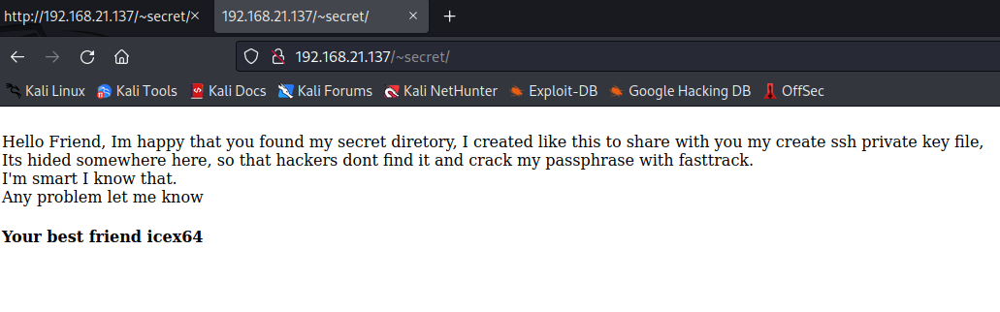 http://192.168.21.137/~secret/
192.168.21.137/~secret/
192.168.21.137/~secret/
Kali Linux Kali Tools Kali Docs Kali Forums Kali NetHunter Exploit-DB Google Hacking DB OffSec
Hello Friend, Im happy that you found my secret diretory, I created like this to share with you my create ssh private key file,
Its hided somewhere here, so that hackers dont find it and crack my passphrase with fasttrack.
I'm smart I know that.
Any problem let me know
Your best friend icex64